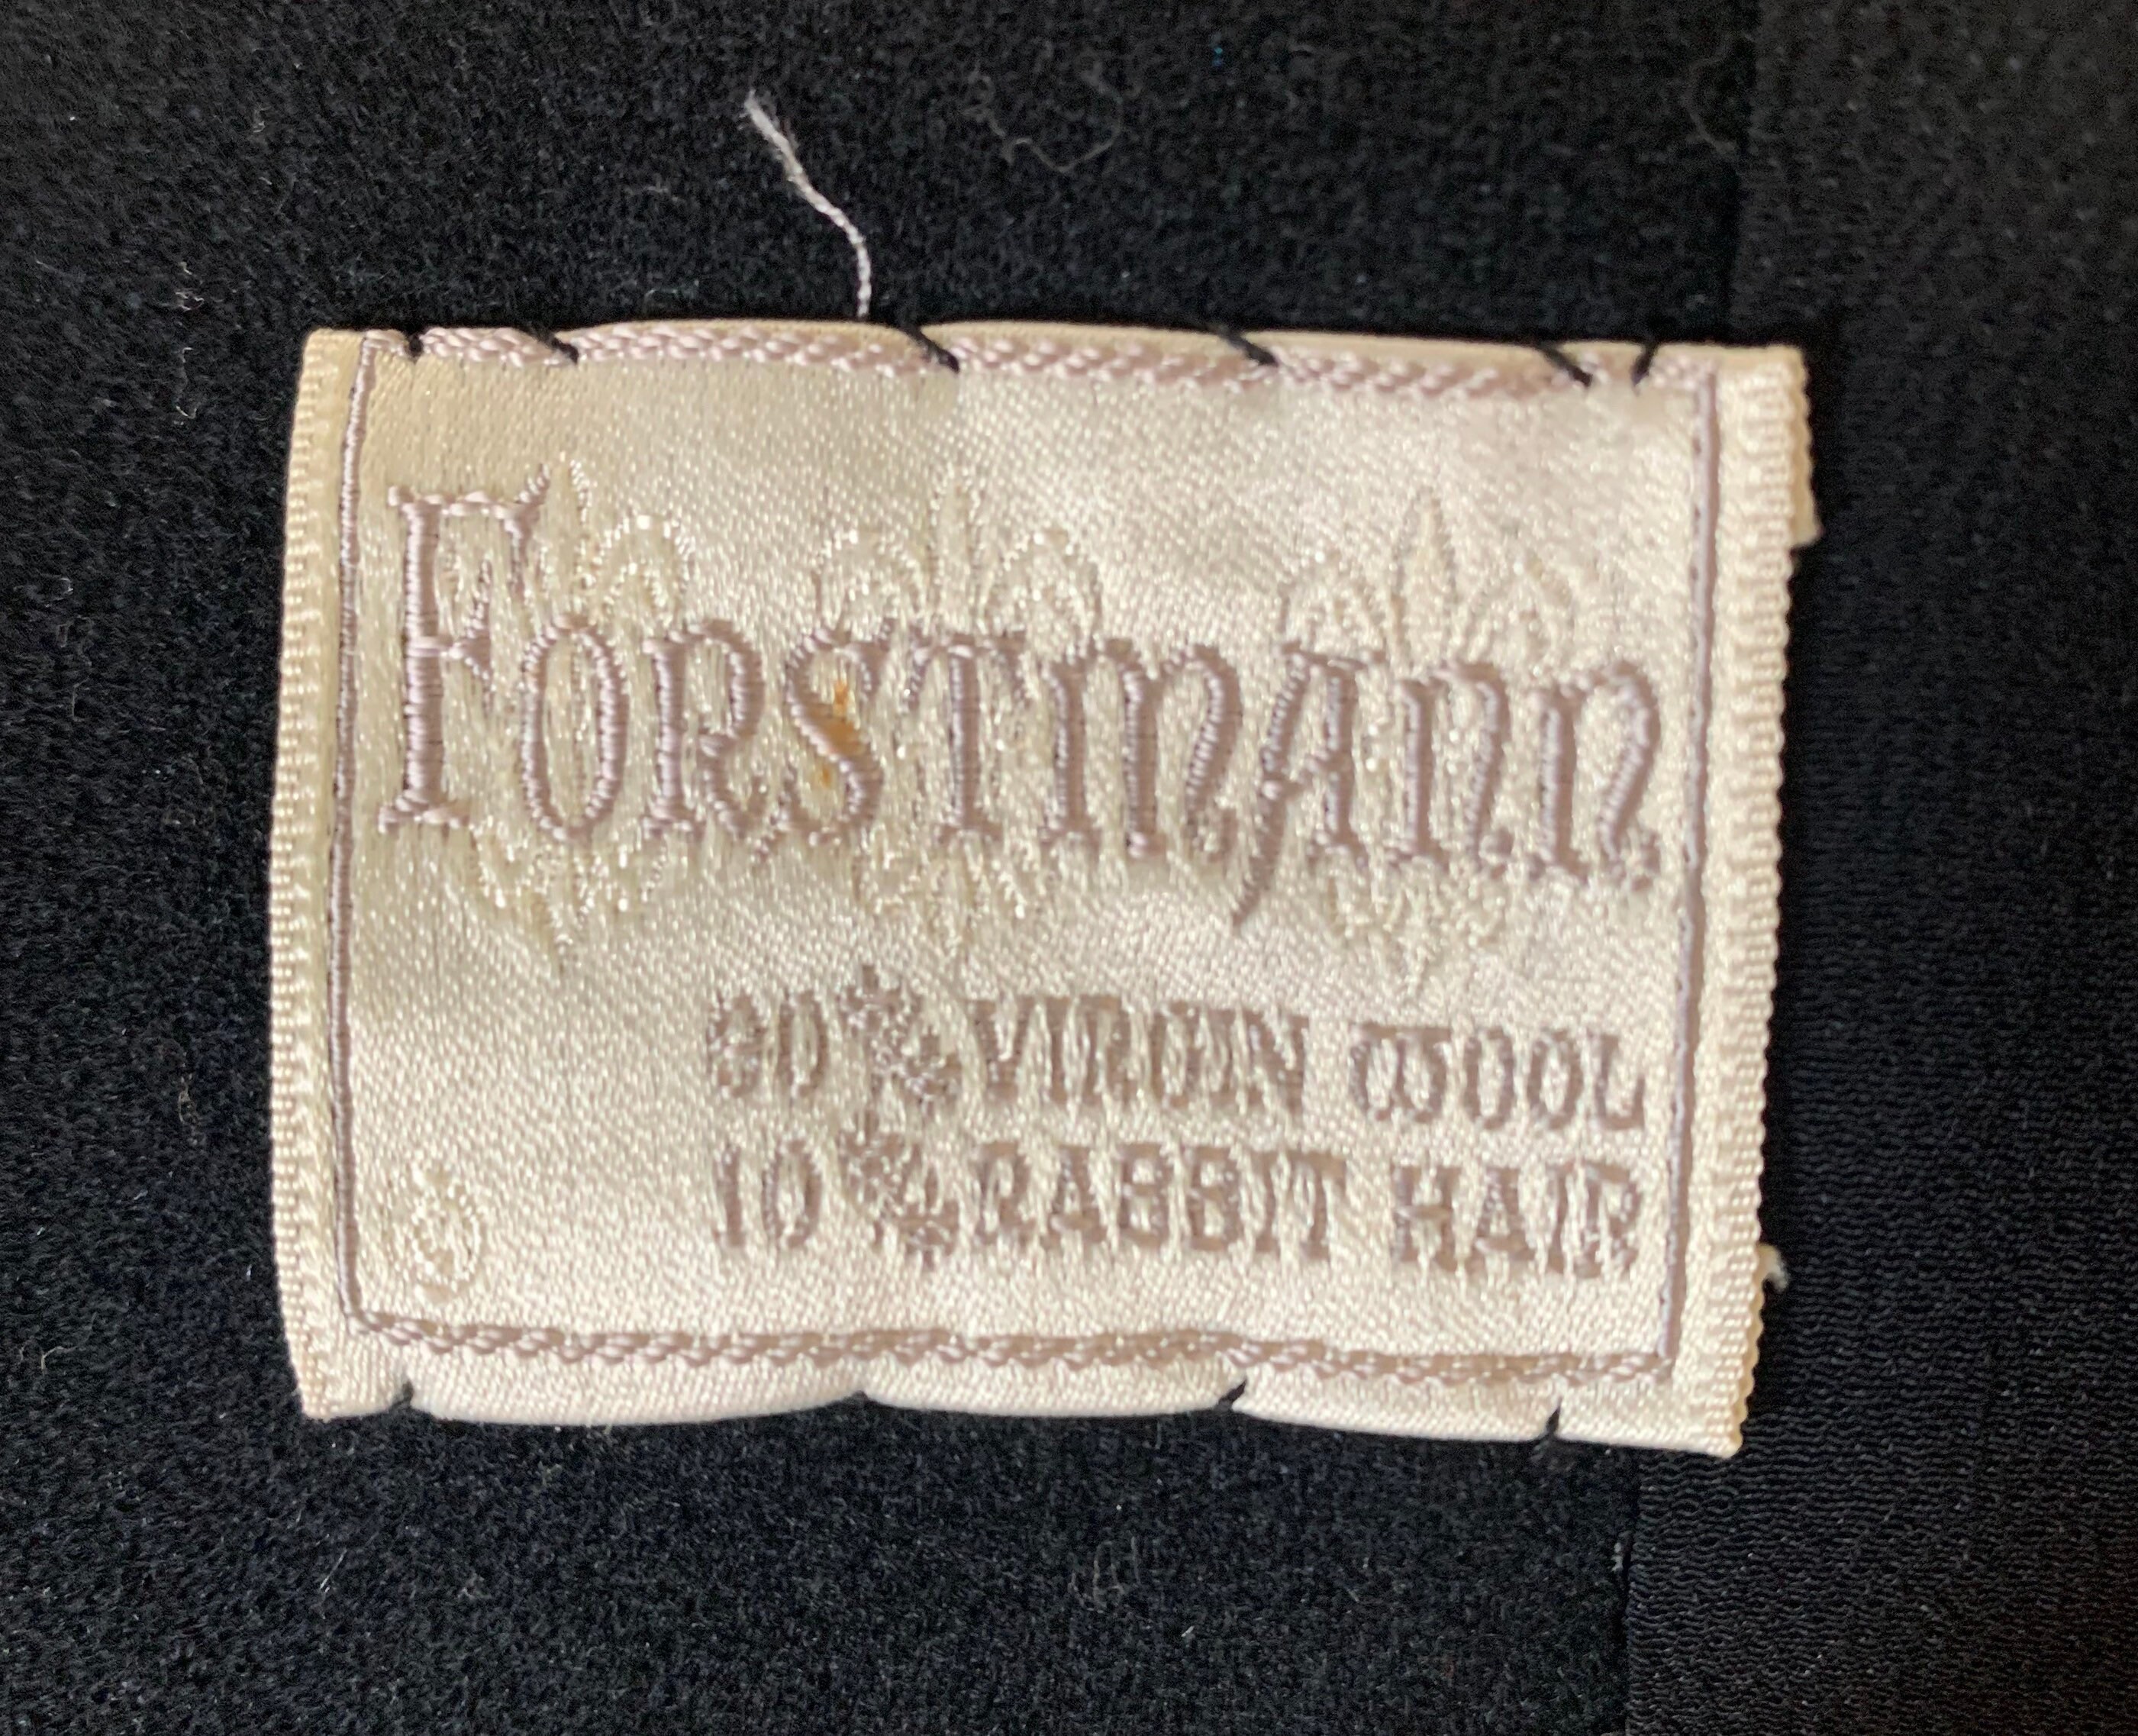 FORSTMANN
90% VIRGIN WOOL
10% RABBIT HAIR